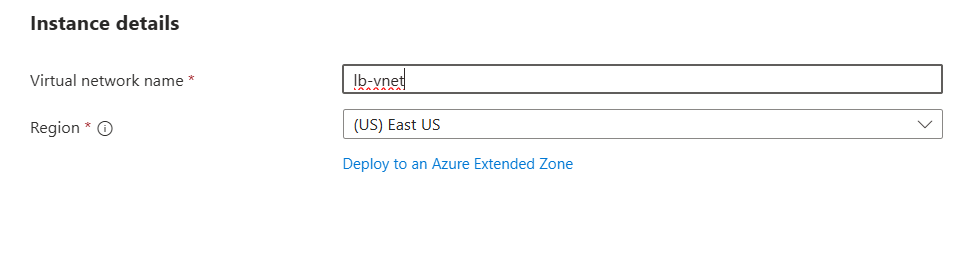 Instance details
Virtual network name *
lb-vnet
Region *
(US) East US
Deploy to an Azure Extended Zone